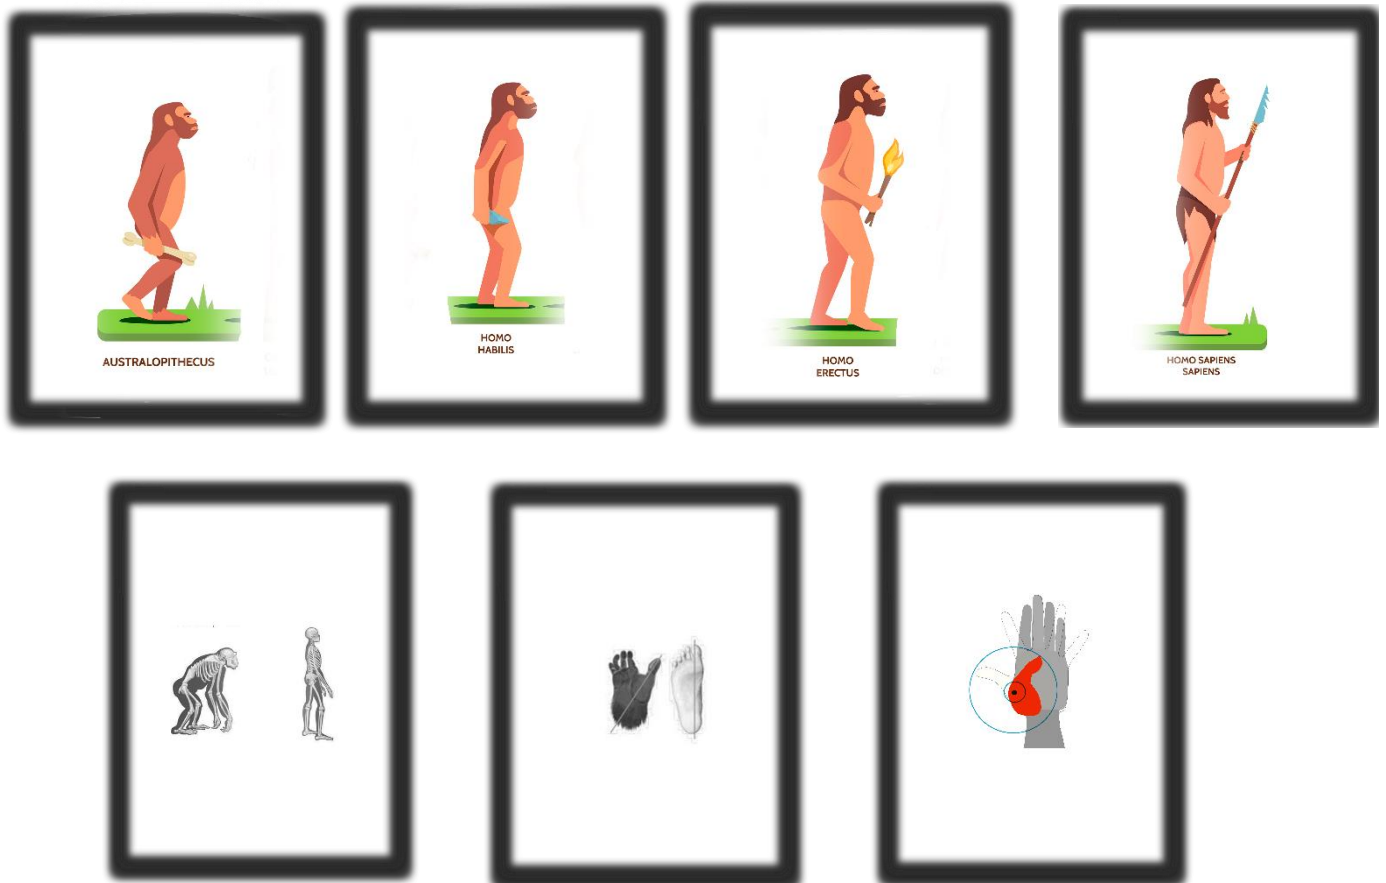 AUSTRALOPITHECUS
HOMO
HABILIS
HOMO
ERECTUS
HOMO SAPIENS
SAPIENS